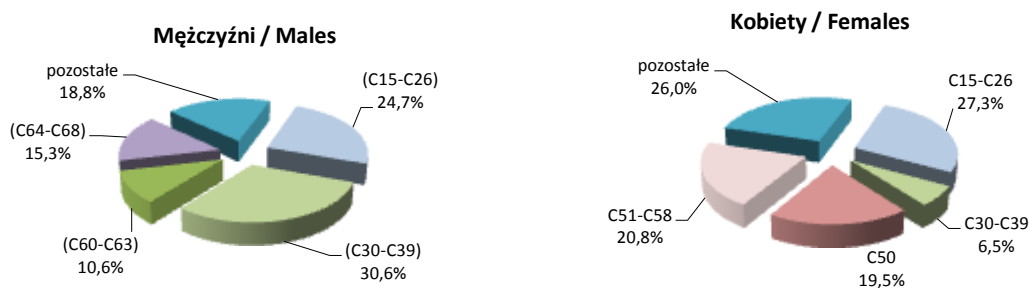 Mężczyźni / Males
pozostałe
18,8%
(C15-C26)
24,7%
(C64-C68)
15,3%
(C60-C63)
10,6%
(C30-C39)
30,6%
Kobiety / Females
pozostałe
26,0%
C15-C26
27,3%
C51-C58
20,8%
C50
19,5%
C30-C39
6,5%